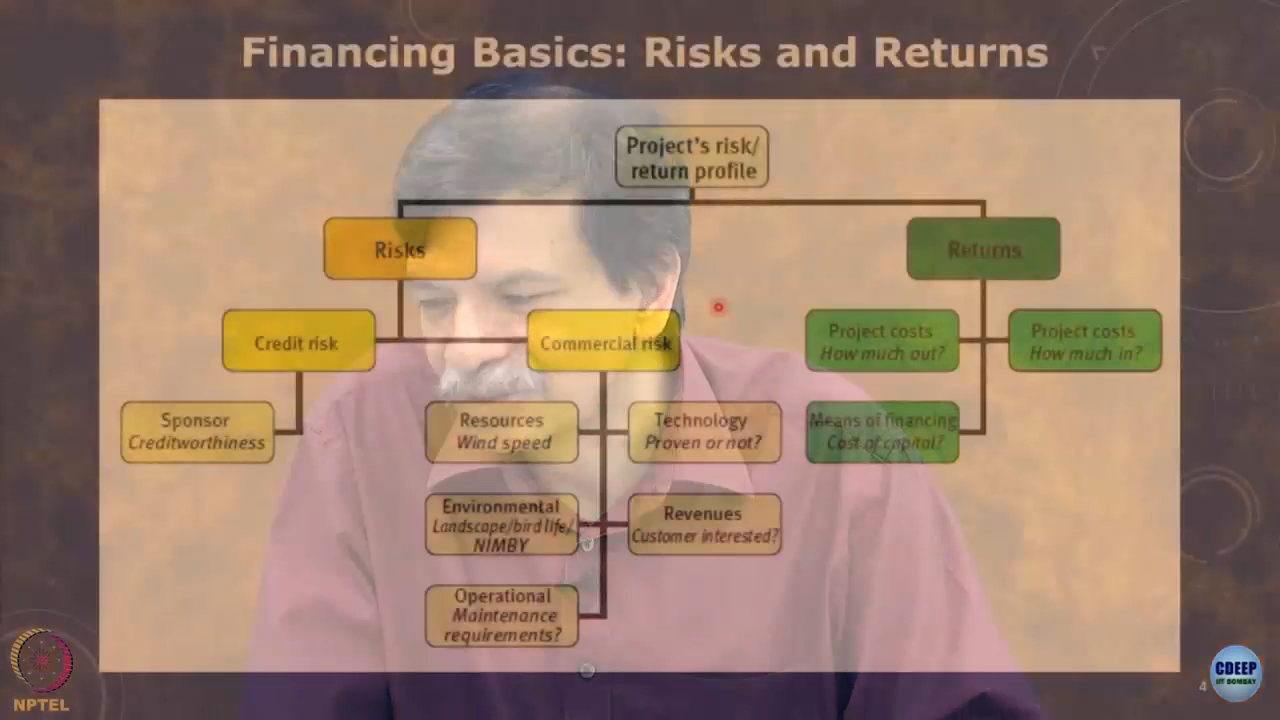 Financing Basics: Risks and Returns
Project's risk/
return profile
Risks
Returns
Credit risk
Commercial risk
Project costs
How much out?
Project costs
How much in?
Sponsor
Creditworthiness
Resources
Wind speed
Technology
Proven or not?
Means of financing
Cost of capital?
Environmental
Landscape/bird life/
NIMBY
Revenues
Customer interested?
Operational
Maintenance
requirements?
NPTEL
4
CDEEP
IIT BOMBAY